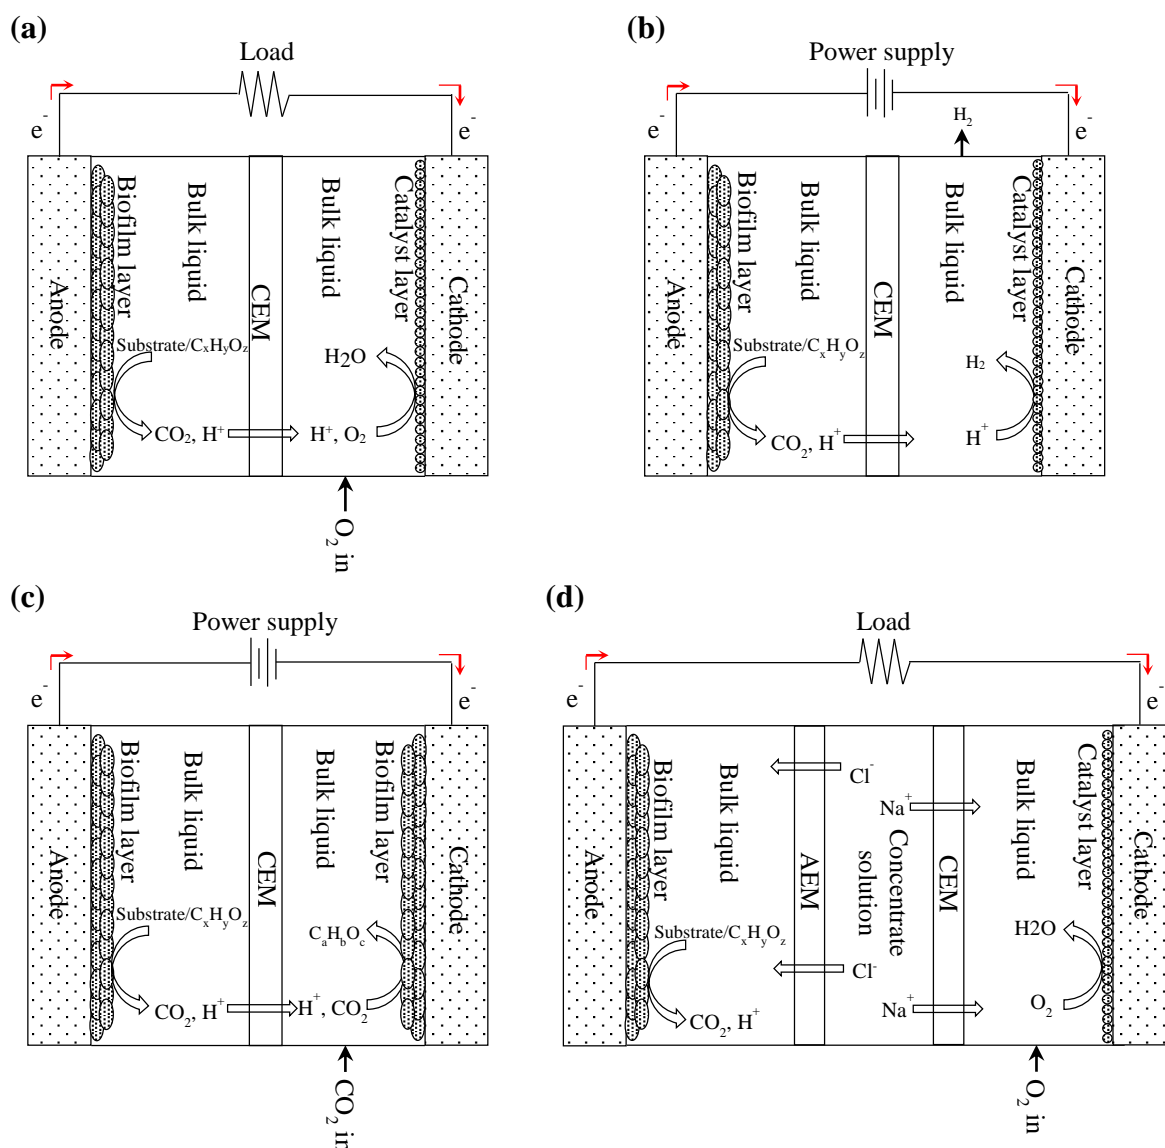 (a)
Load
e-
e-
Anode
Biofilm layer
Bulk liquid
CEM
Bulk liquid
Catalyst layer
Cathode
Substrate/CxHyOz
CO2, H+
H2O
H+, O2
O2 in
(b)
Power supply
H2
e-
e-
Anode
Biofilm layer
Bulk liquid
CEM
Bulk liquid
Catalyst layer
Cathode
Substrate/CxHyOz
CO2, H+
H2
H+
(c)
Power supply
e-
e-
Anode
Biofilm layer
Bulk liquid
CEM
Bulk liquid
Biofilm layer
Cathode
Substrate/CxHyOz
CO2, H+
CaHbOc
H+, CO2
CO2 in
(d)
Load
e-
e-
Anode
Biofilm layer
Bulk liquid
AEM
Concentrate
solution
CEM
Bulk liquid
Catalyst layer
Cathode
Cl-
Na+
Substrate/CxHyOz
Cl-
CO2, H+
Na+
H2O
O2
O2 in